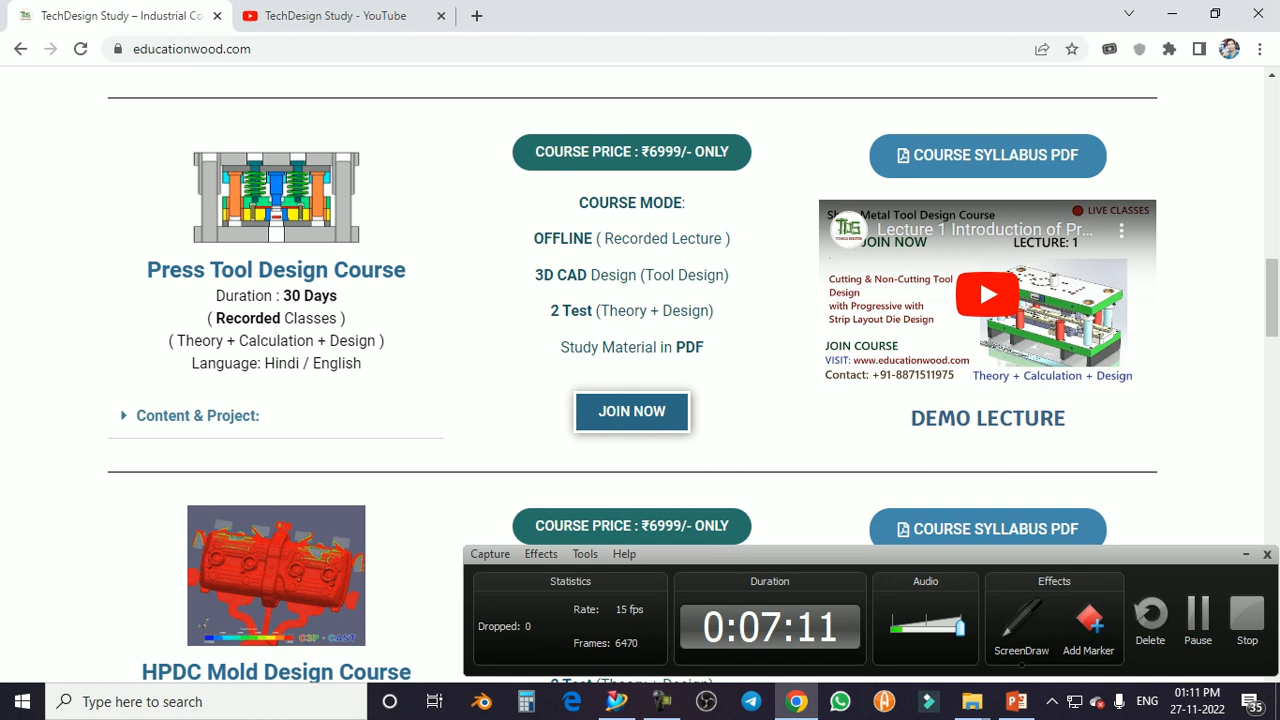 TechDesign Study – Industrial Co
TechDesign Study - YouTube
educationwood.com
COURSE PRICE : ₹6999/- ONLY
COURSE SYLLABUS PDF
COURSE MODE:
OFFLINE ( Recorded Lecture )
3D CAD Design (Tool Design)
2 Test (Theory + Design)
Study Material in PDF
JOIN NOW
Press Tool Design Course
Duration : 30 Days
( Recorded Classes )
( Theory + Calculation + Design )
Language: Hindi / English
Content & Project:
Metal Tool Design Course
LIVE CLASSES
Lecture 1 Introduction of Pr...
JOIN NOW
LECTURE: 1
Cutting & Non-Cutting Tool
Design
with Progressive with
Strip Layout Die Design
JOIN COURSE
VISIT: www.educationwood.com
Contact: +91-8871511975
Theory + Calculation + Design
DEMO LECTURE
COURSE PRICE : ₹6999/- ONLY
COURSE SYLLABUS PDF
C3P - CAST
HPDC Mold Design Course
Capture Effects Tools Help
Statistics
Rate: 15 fps
Dropped: 0
Frames: 6470
Duration
0:07:11
Audio
Effects
ScreenDraw
Add Marker
Delete
Pause
Stop
Type here to search
ENG
01:11 PM
27-11-2022
35